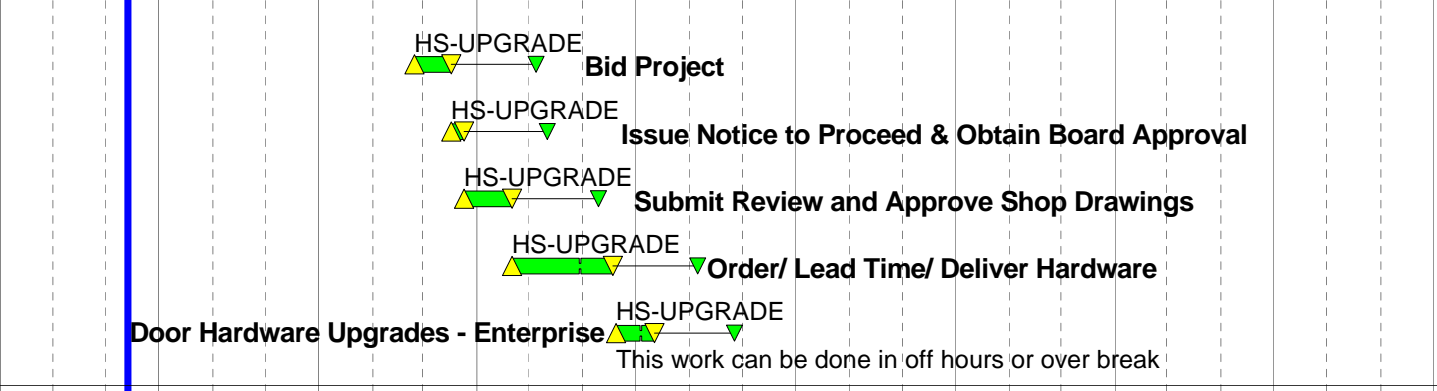 HS-UPGRADE
Bid Project
HS-UPGRADE
Issue Notice to Proceed & Obtain Board Approval
HS-UPGRADE
Submit Review and Approve Shop Drawings
HS-UPGRADE
Order/ Lead Time/ Deliver Hardware
HS-UPGRADE
Door Hardware Upgrades - Enterprise
This work can be done in off hours or over break